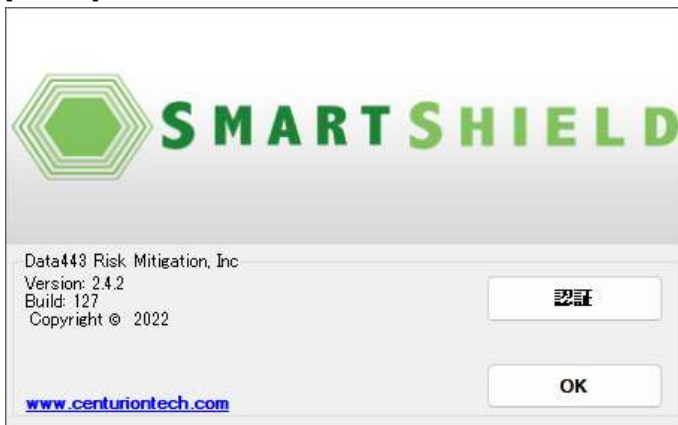 SMARTSHIELD
Data443 Risk Mitigation, Inc
Version: 2.4.2
Build: 127
Copyright © 2022
認証
OK
www.centuriontech.com